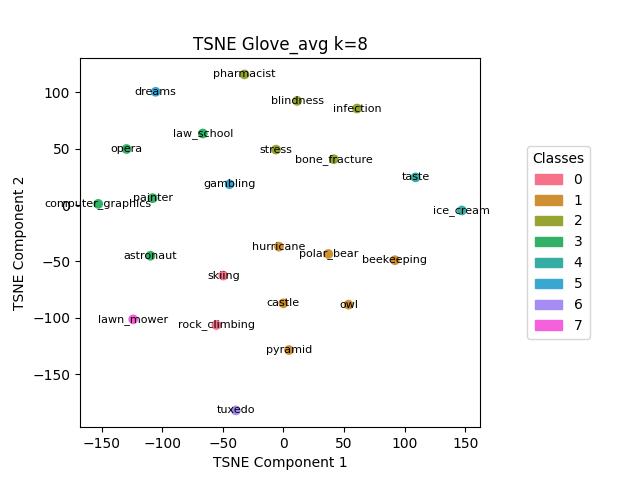 TSNE Glove_avg k=8
pharmacist
dreams
blindness
infection
law_school
opera
stress
bone_fracture
taste
gambling
painter
computer_graphics
ice_cream
hurricane
polar_bear
astronaut
beekeeping
skiing
castle
owl
lawn_mower
rock_climbing
pyramid
tuxedo
100
50
0
−50
−100
−150
TSNE Component 2
−150
−100
−50
0
50
100
150
TSNE Component 1
Classes
0
1
2
3
4
5
6
7